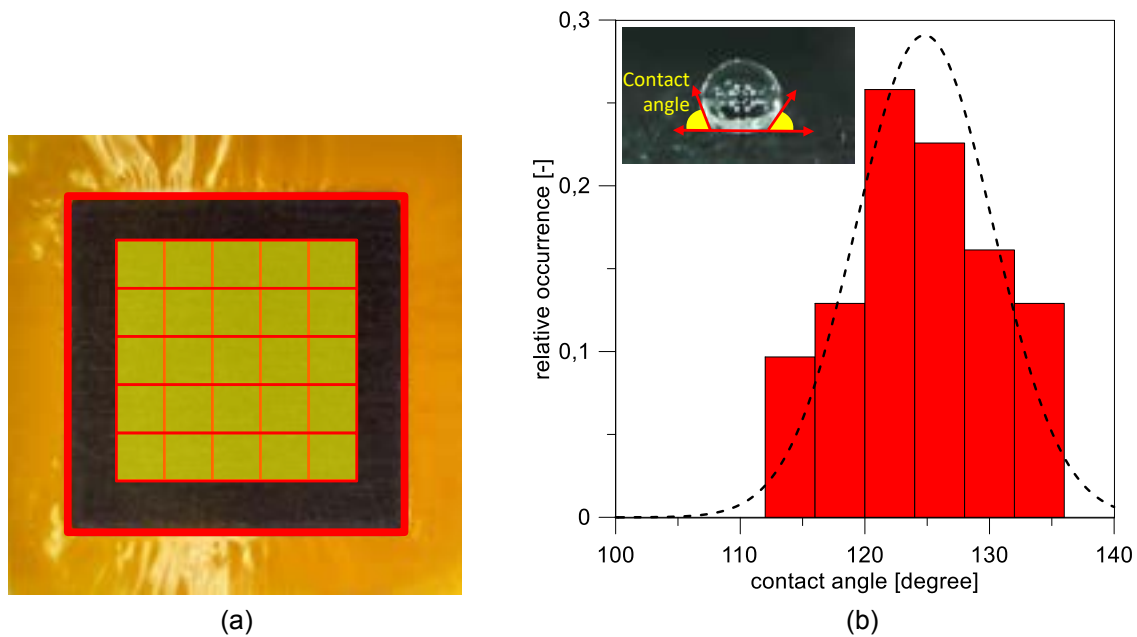 0,3
0,2
0,1
0
relative occurrence [-]
Contact
angle
100 110 120 130 140
contact angle [degree]
(a) (b)